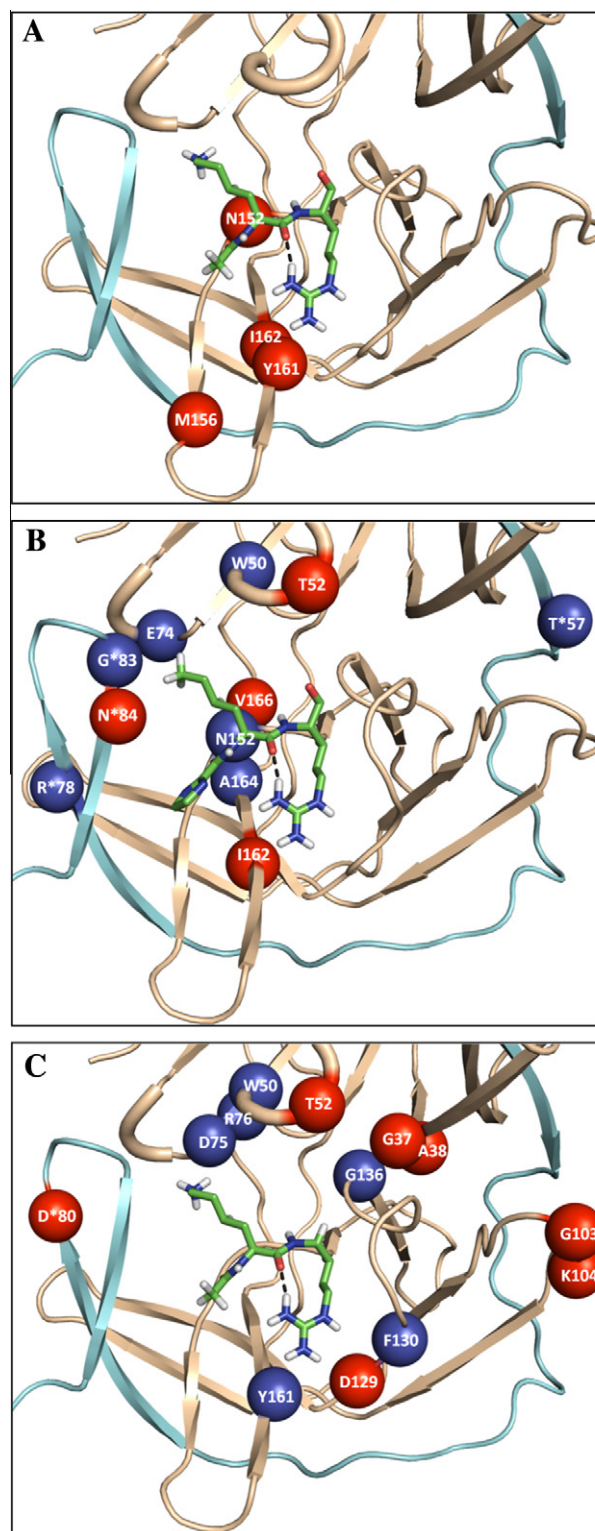 A
N152
I162
Y161
M156
B
W50
T52
T*57
E74
G*83
N*84
V166
N152
R*78
A164
I162
C
W50
T52
R76
D75
G37
A38
G136
D*80
G103
K104
F130
D129
Y161